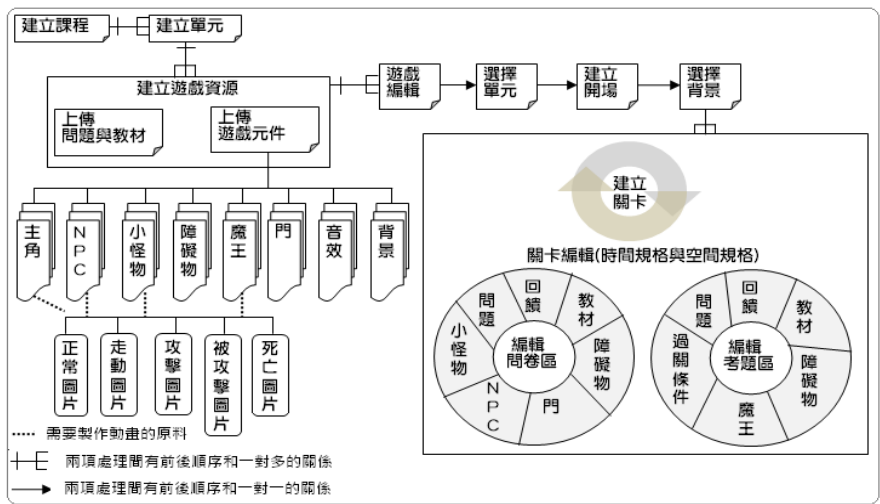 建立課程
建立單元
建立遊戲資源
上傳
問題與教材
上傳
遊戲元件
遊戲
編輯
選擇
單元
建立
開場
選擇
背景
主角
NPC
小怪物
障礙物
魔王
門
音效
背景
正常圖片
走動圖片
攻擊圖片
被攻擊圖片
死亡圖片
建立
關卡
關卡編輯(時間規格與空間規格)
編輯
問卷區
問題
回饋
教材
障礙物
門
NPC
小怪物
編輯
考題區
問題
回饋
教材
障礙物
魔王
過關條件
需要製作動畫的原料
兩項處理間有前後順序和一對多的關係
兩項處理間有前後順序和一對一的關係